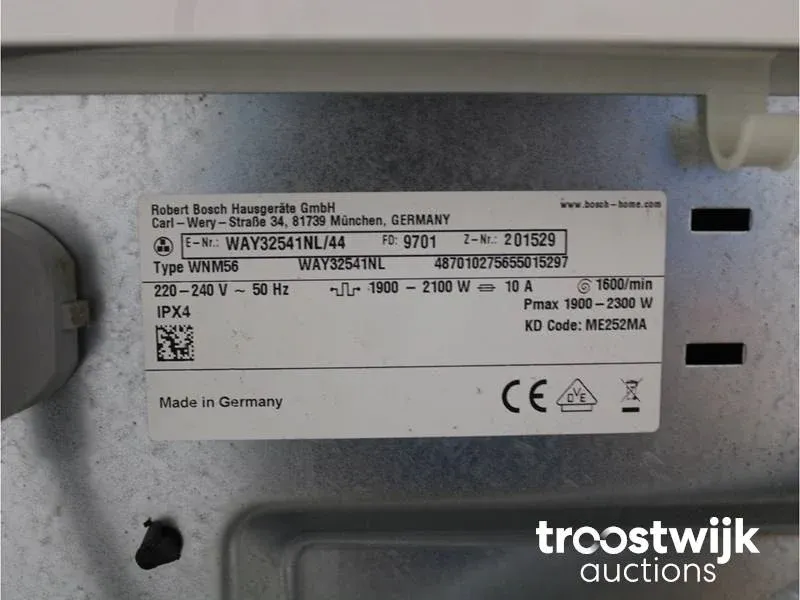 Robert Bosch Hausgeräte GmbH
www.bosch-home.com
Carl-Wery-Straße 34, 81739 München, GERMANY
E-Nr.: WAY32541NL/44 FD: 9701 Z-Nr.: 201529
Type WNM56 WAY32541NL 487010275655015297
220-240 V ~ 50 Hz 1900 - 2100 W 10 A 1600/min
IPX4 Pmax 1900-2300 W
KD Code: ME252MA
Made in Germany CE DVE
troostwijk
auctions